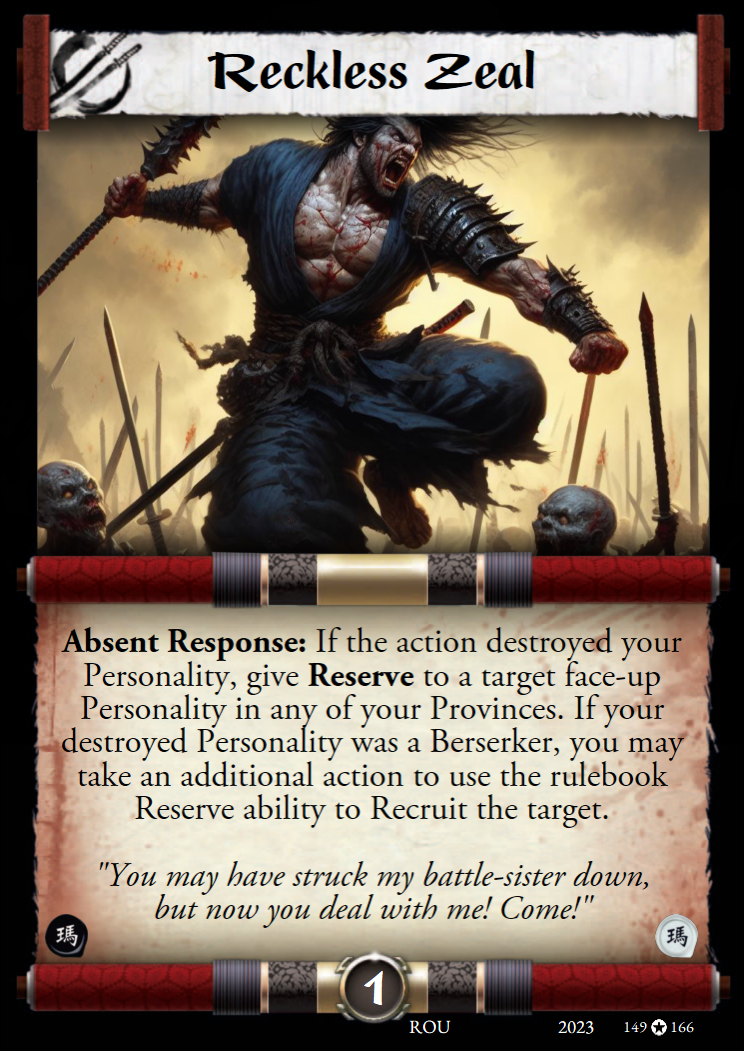 Reckless Zeal
Absent Response: If the action destroyed your
Personality, give Reserve to a target face-up
Personality in any of your Provinces. If your
destroyed Personality was a Berserker, you may
take an additional action to use the rulebook
Reserve ability to Recruit the target.
"You may have struck my battle-sister down,
but now you deal with me! Come!"
瑪 瑪
1
ROU 2023 149 166